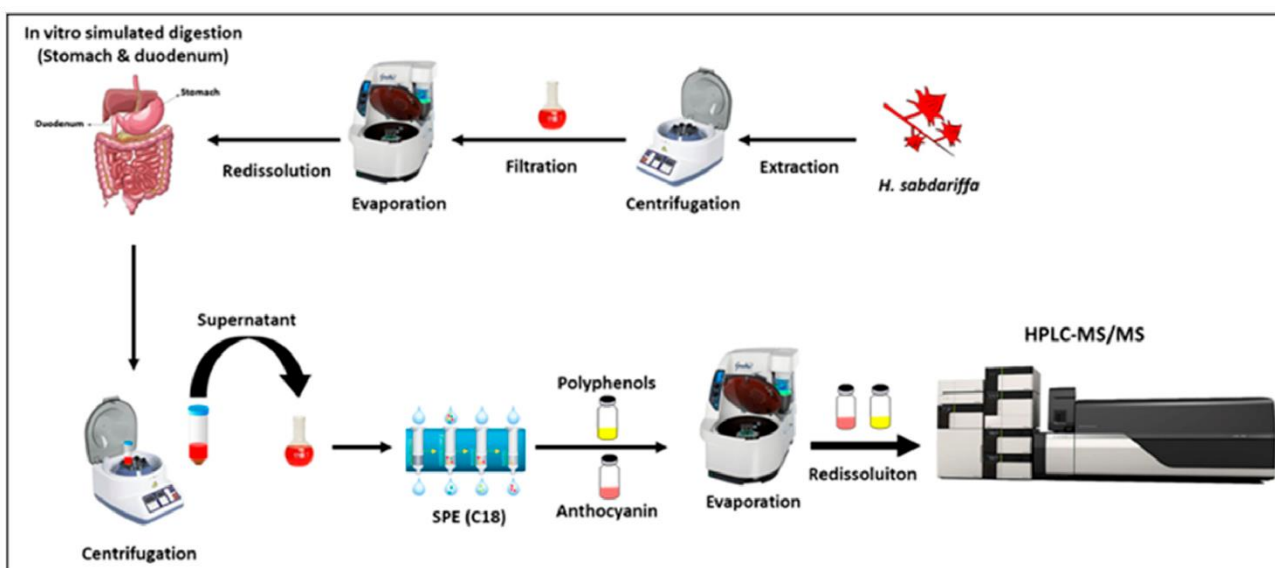 In vitro simulated digestion
(Stomach & duodenum)
Stomach
Duodenum
Redissolution
Evaporation
Filtration
Centrifugation
Extraction
H. sabdariffa
Supernatant
Centrifugation
SPE (C18)
Polyphenols
Anthocyanin
Evaporation
Redissoluiton
HPLC-MS/MS